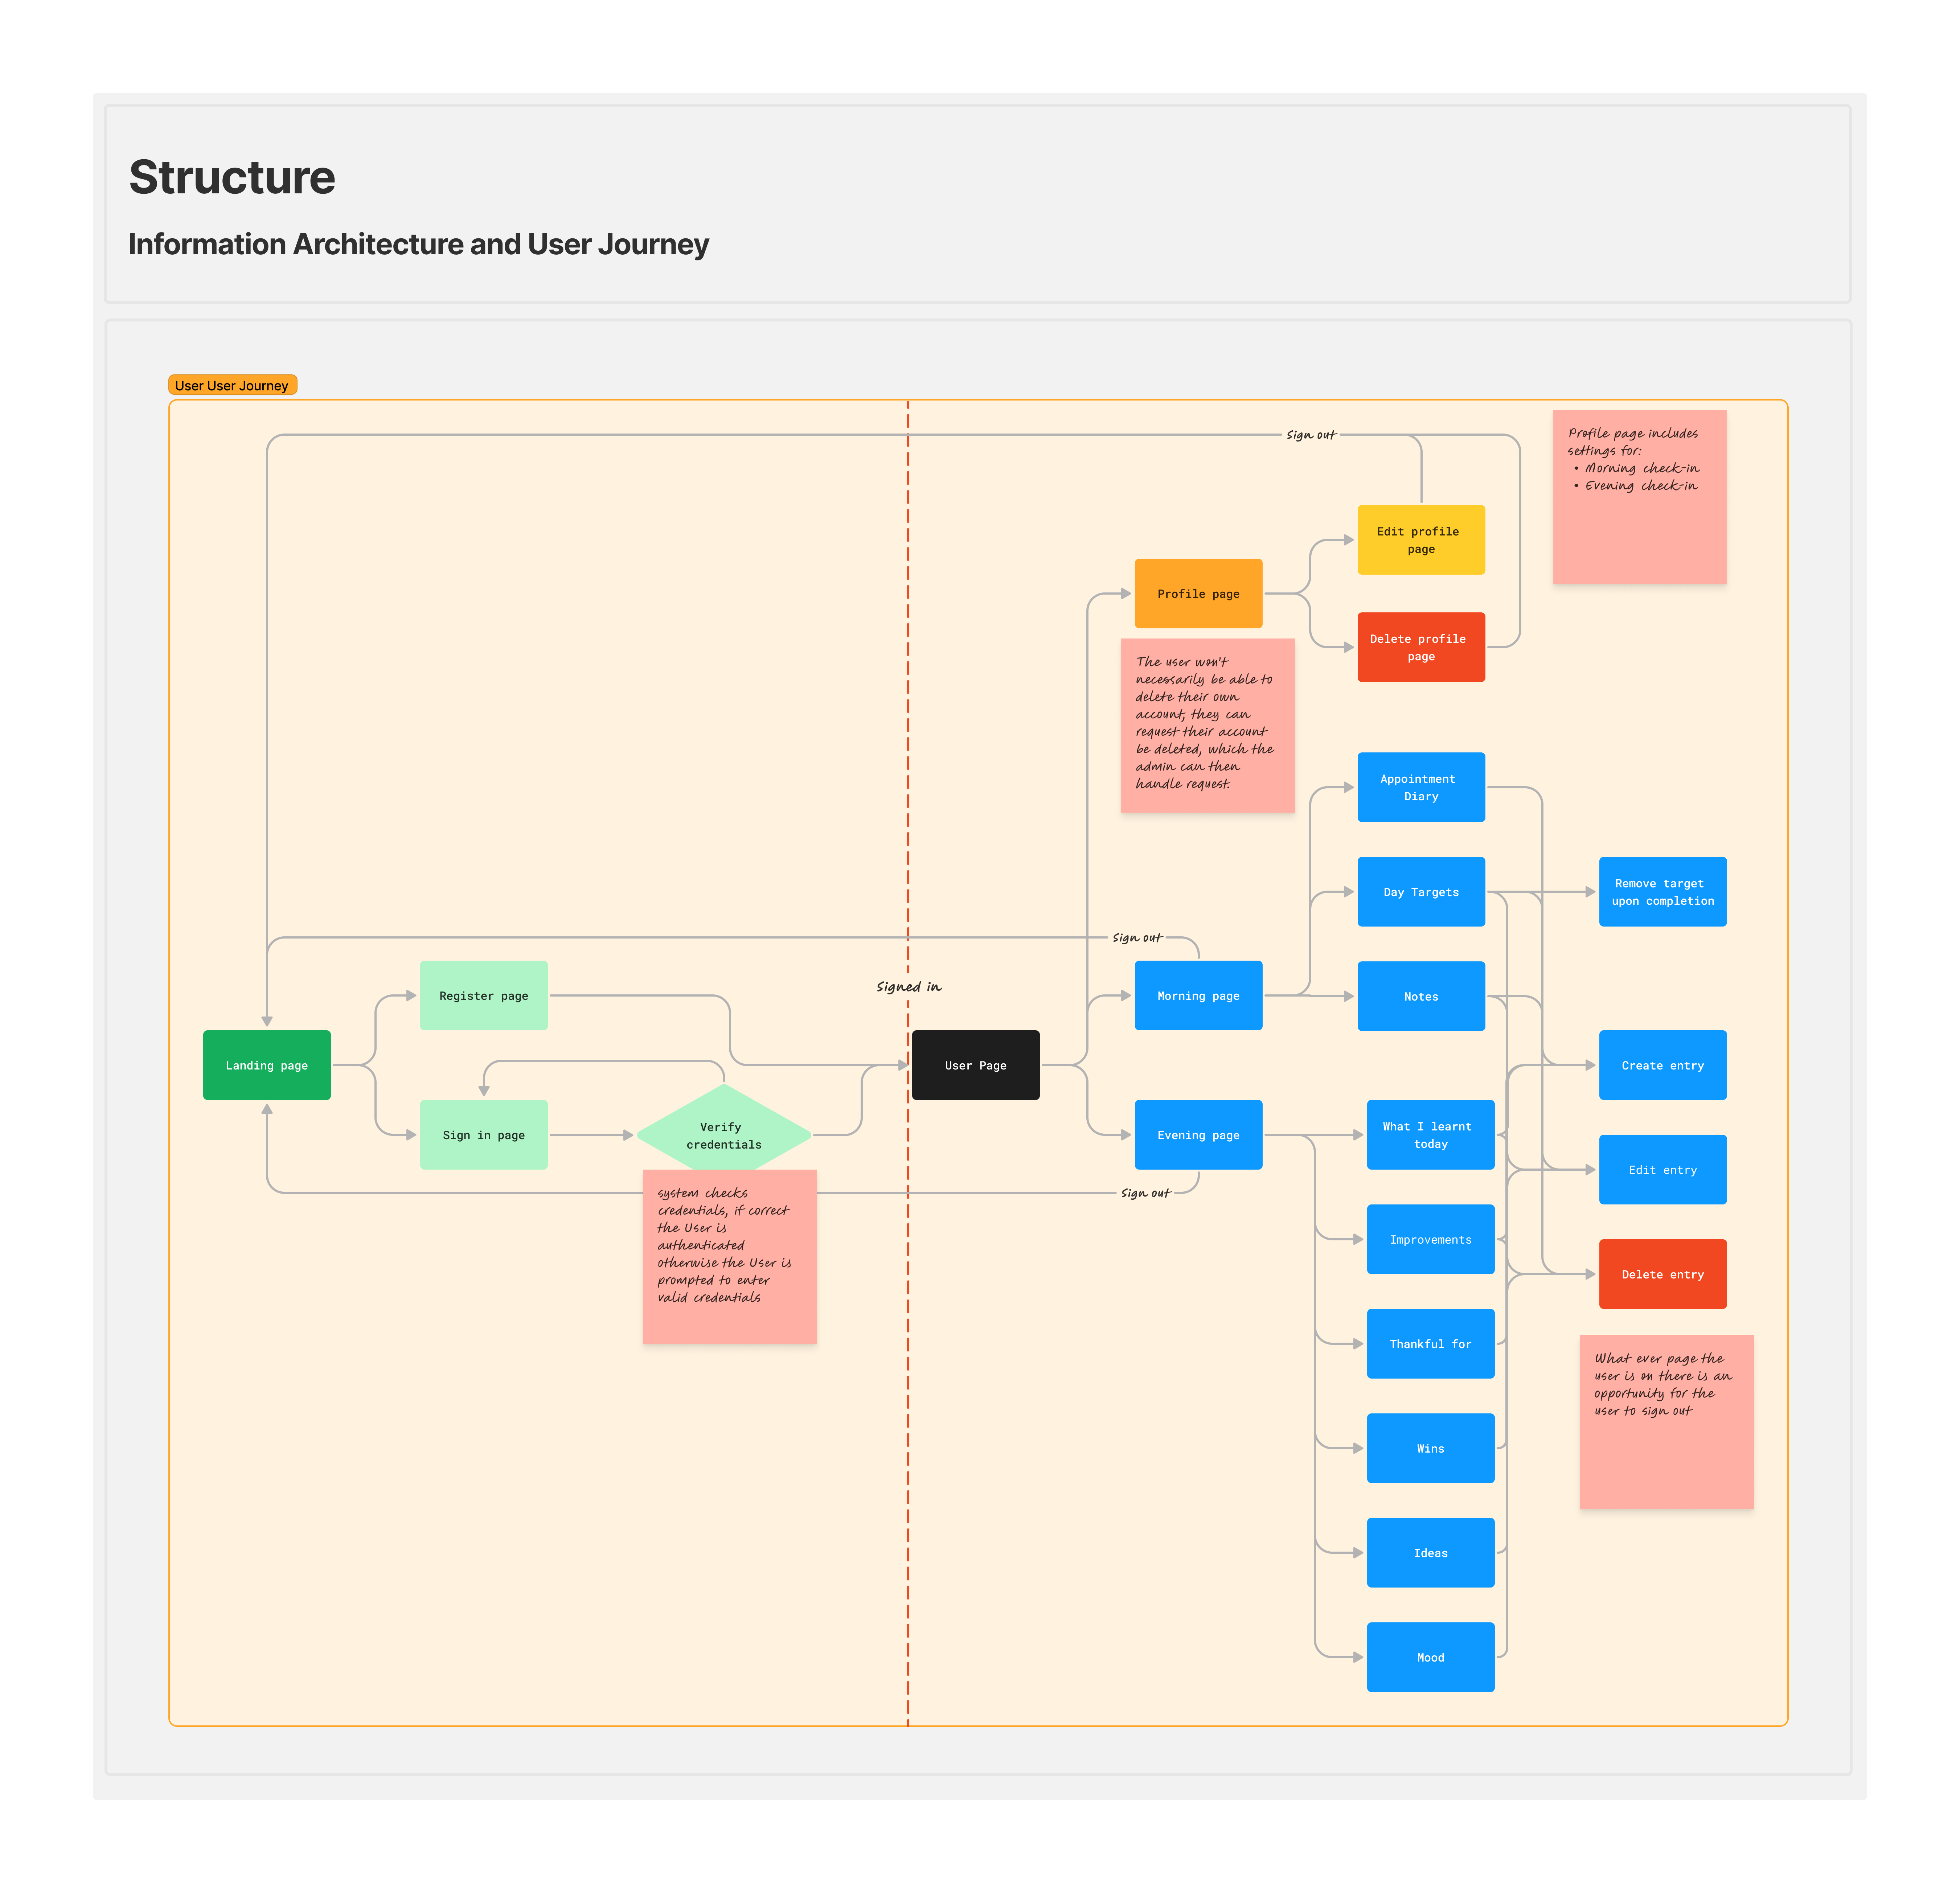 Structure
Information Architecture and User Journey
User User Journey
Sign out
Profile page includes
settings for:
• Morning check-in
• Evening check-in
Edit profile
page
Profile page
Delete profile
page
The user won't
necessarily be able to
delete their own
account, they can
request their account
be deleted, which the
admin can then
handle request.
Appointment
Diary
Day Targets
Remove target
upon completion
Sign out
Signed in
Register page
Morning page
Notes
Landing page
User Page
Create entry
Sign in page
Verify
credentials
Evening page
What I learnt
today
Edit entry
Sign out
system checks
credentials, if correct
the User is
authenticated
otherwise the User is
prompted to enter
valid credentials
Improvements
Delete entry
Thankful for
What ever page the
user is on there is an
opportunity for the
user to sign out
Wins
Ideas
Mood